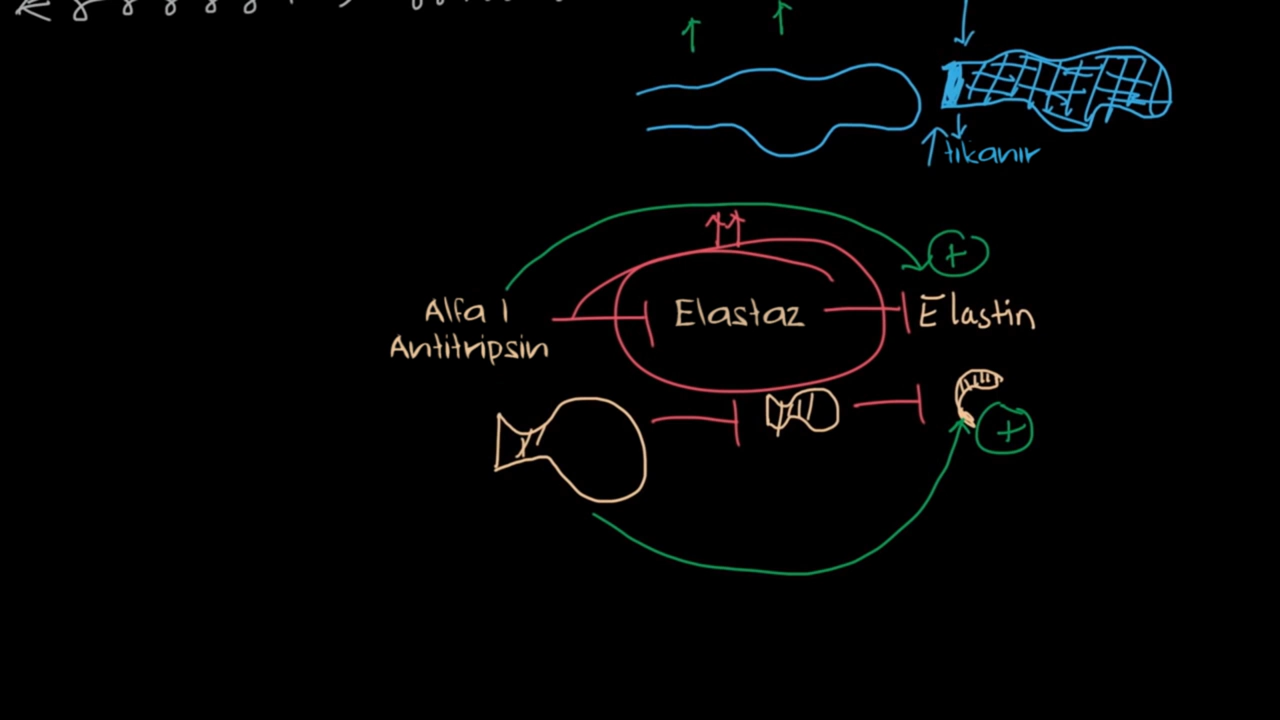 tıkanır
Alfa 1
Antitripsin
Elastaz
Elastin